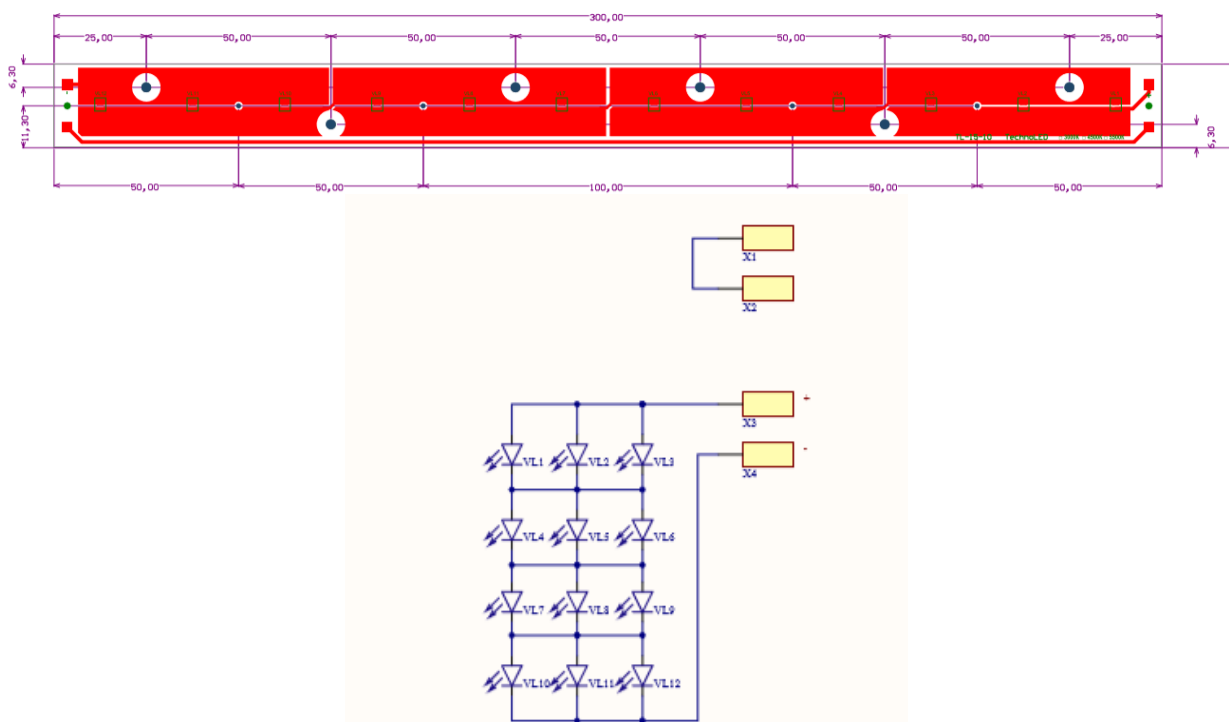 300,00
25,00 50,00 50,00 50,0 50,00 50,00 25,00
6,30
11,30
6,30
50,00 50,00 100,00 50,00 50,00
X1
X2
X3 +
X4 -
VL1 VL2 VL3
VL4 VL5 VL6
VL7 VL8 VL9
VL10 VL11 VL12